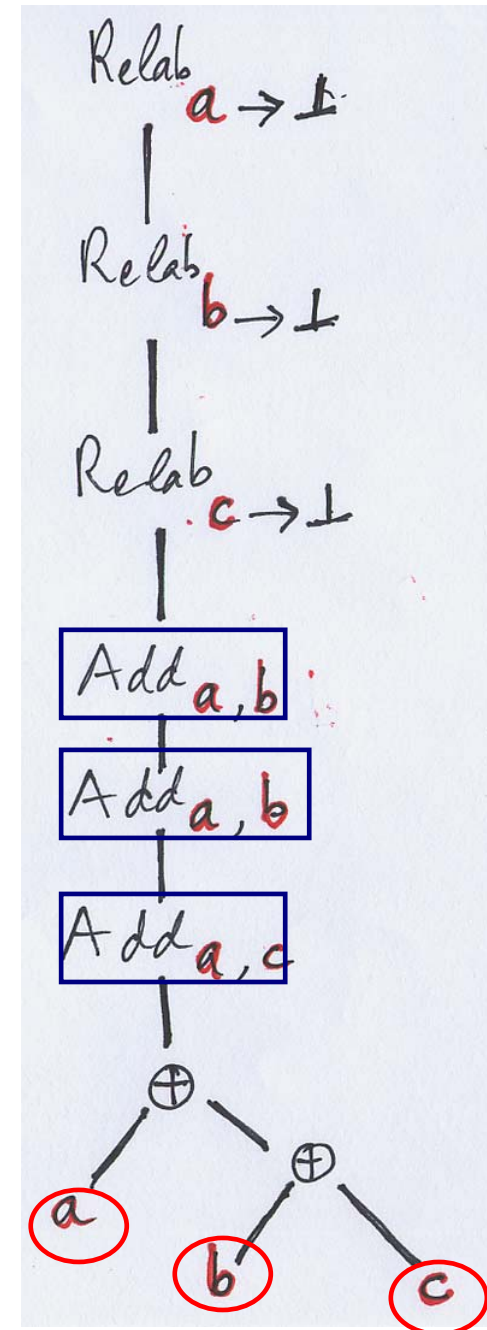 Relab a → ⊥
Relab b → ⊥
Relab c → ⊥
Add a, b
Add a, b
Add a, c
⊕
⊕
a
b
c